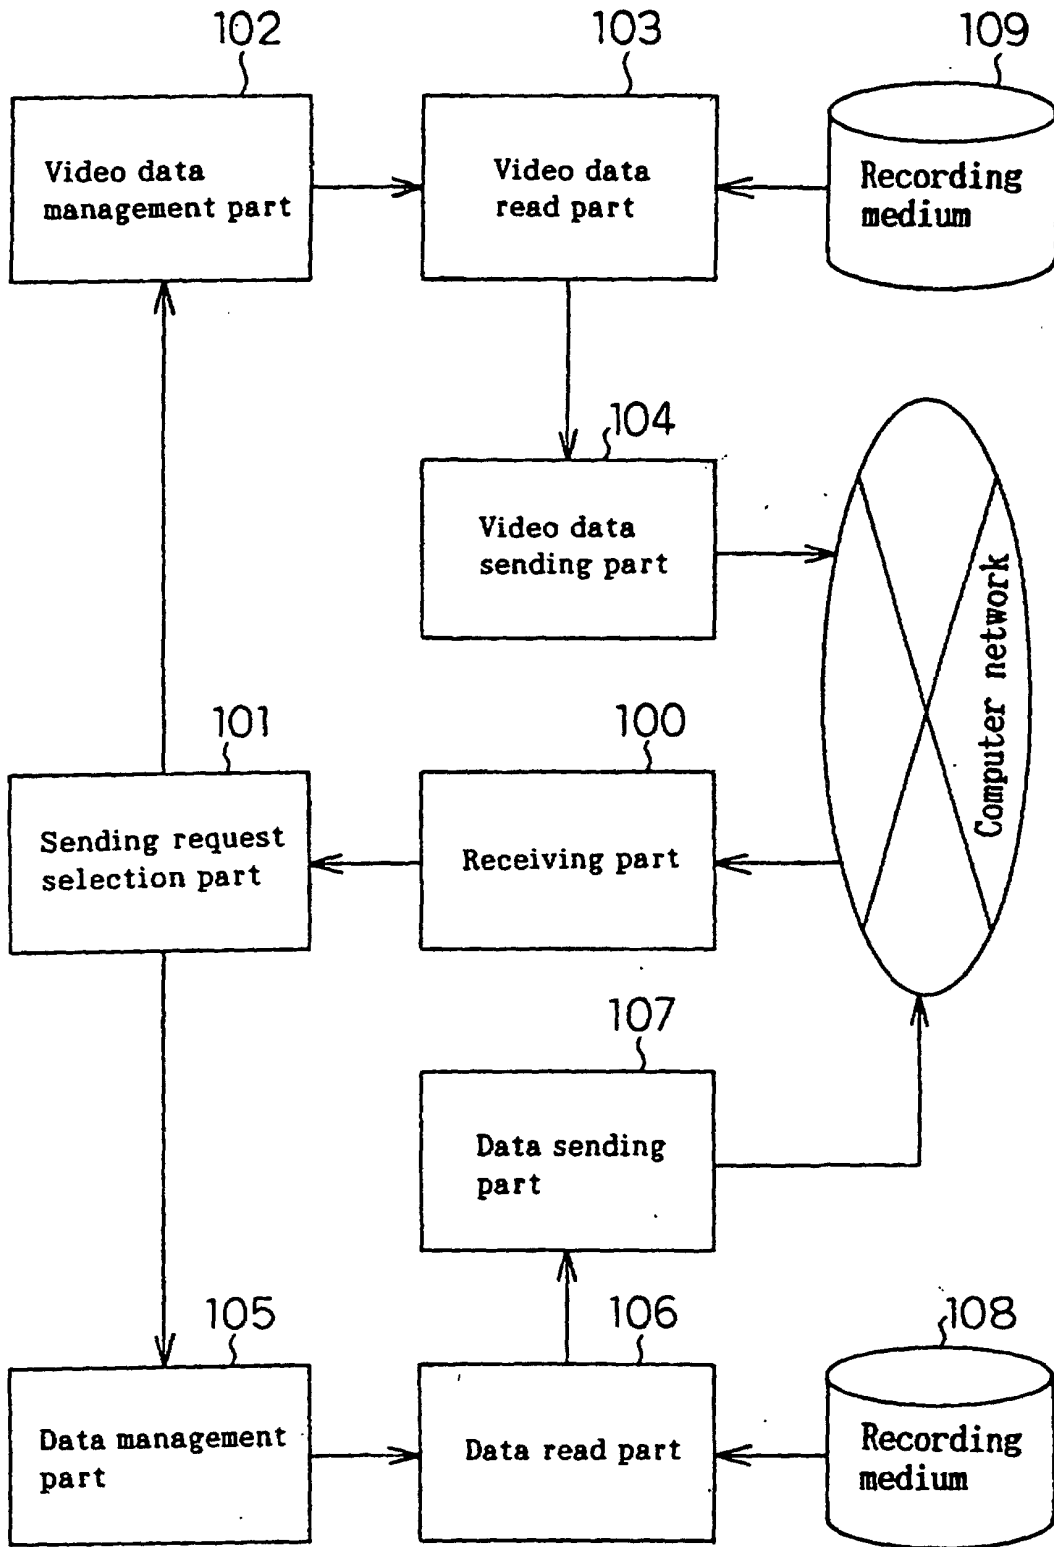 102
103
109
Video data
management part
Video data
read part
Recording
medium
104
Video data
sending part
Computer network
101
100
Sending request
selection part
Receiving part
107
Data sending
part
105
106
108
Data management
part
Data read part
Recording
medium